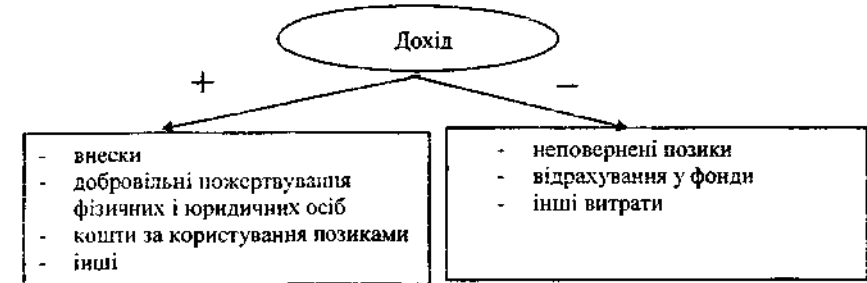 Дохід
+
–
- внески
- добровільні пожертвування
фізичних і юридичних осіб
- кошти за користування позиками
- інші
- неповернені позики
- відрахування у фонди
- інші витрати